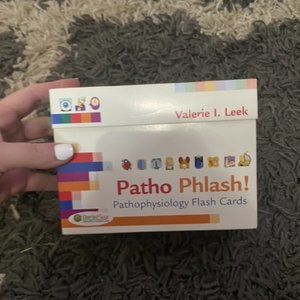 Valerie I. Leek
Patho Phlash!
Pathophysiology Flash Cards